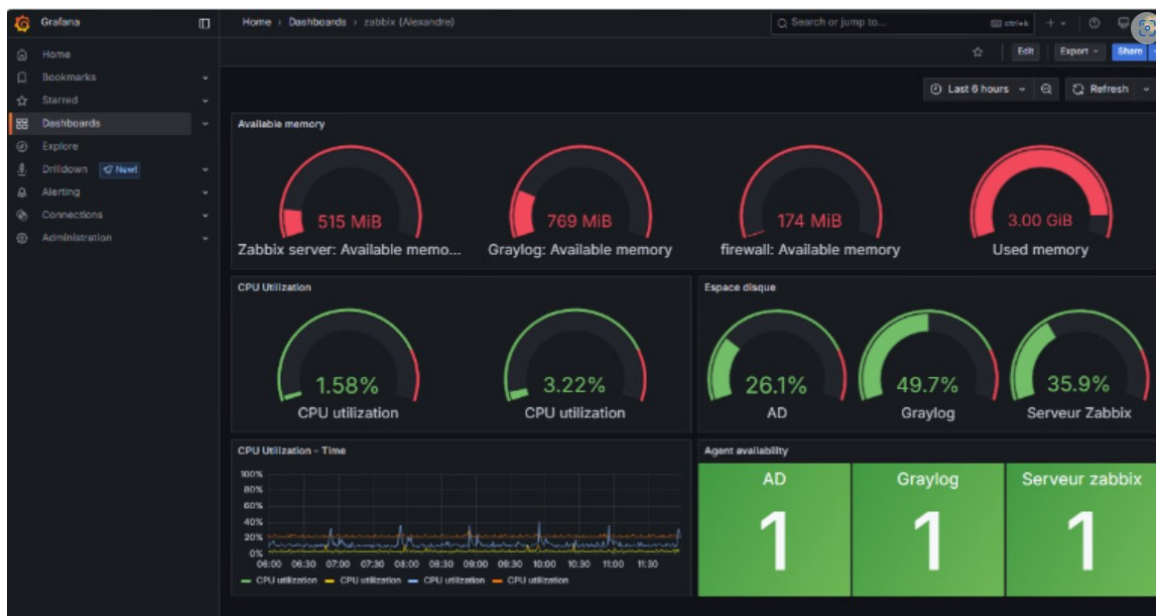 Grafana
Home › Dashboards › zabbix (Alexandre)
Search or jump to...
ctrl+k
Home
Bookmarks
Starred
Dashboards
Explore
Drilldown New!
Alerting
Connections
Administration
Edit
Export
Share
Last 6 hours
Refresh
Available memory
515 MiB
Zabbix server: Available memo...
769 MiB
Graylog: Available memory
174 MiB
firewall: Available memory
3.00 GiB
Used memory
CPU Utilization
1.58%
CPU utilization
3.22%
CPU utilization
Espace disque
26.1%
AD
49.7%
Graylog
35.9%
Serveur Zabbix
CPU Utilization - Time
100%
80%
60%
40%
20%
0%
06:00 06:30 07:00 07:30 08:00 08:30 09:00 09:30 10:00 10:30 11:00 11:30
CPU utilization CPU utilization CPU utilization CPU utilization
Agent availability
AD
1
Graylog
1
Serveur zabbix
1